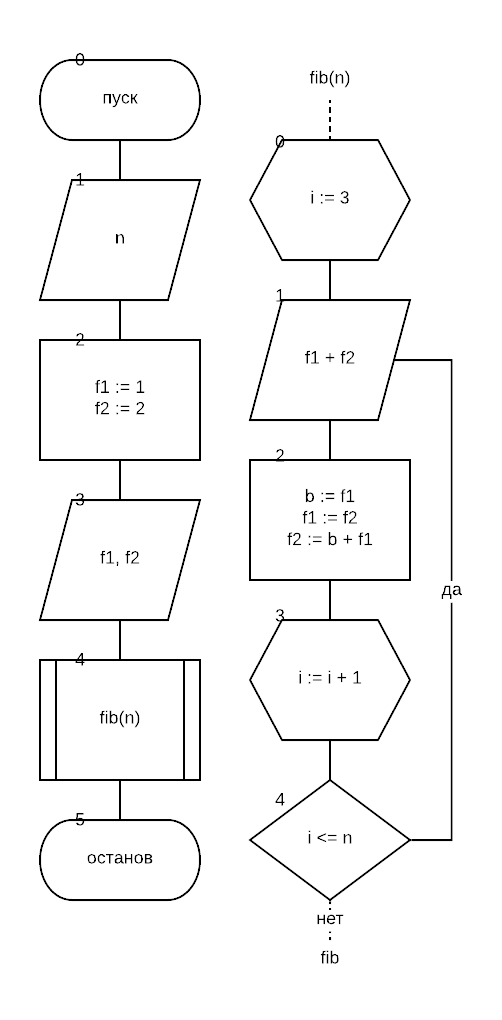 0
пуск
1
n
2
f1 := 1
f2 := 2
3
f1, f2
4
fib(n)
5
останов
fib(n)
0
i := 3
1
f1 + f2
2
b := f1
f1 := f2
f2 := b + f1
да
3
i := i + 1
4
i <= n
нет
fib